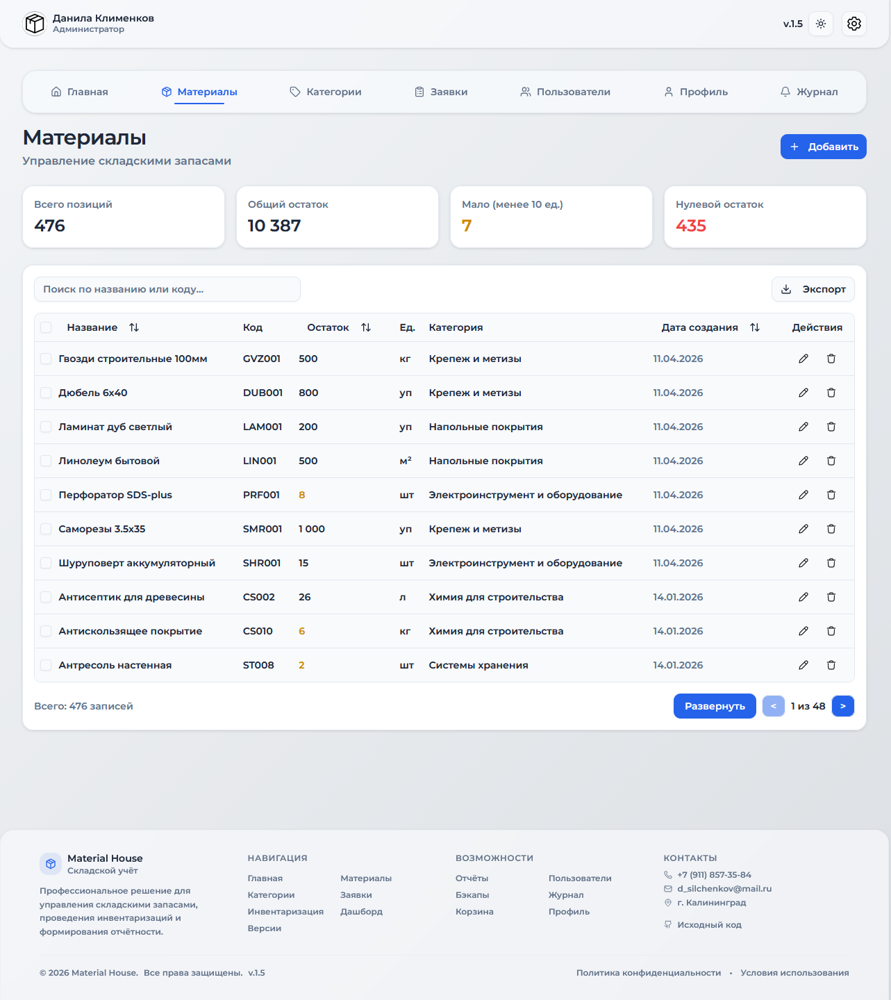 Данила Клименков
Администратор
v.1.5
Главная Материалы Категории Заявки Пользователи Профиль Журнал
Материалы
Управление складскими запасами
+ Добавить
Всего позиций
476
Общий остаток
10 387
Мало (менее 10 ед.)
7
Нулевой остаток
435
Поиск по названию или коду...
Экспорт
Название Код Остаток Ед. Категория Дата создания Действия
Гвозди строительные 100мм GVZ001 500 кг Крепеж и метизы 11.04.2026
Дюбель 6x40 DUB001 800 уп Крепеж и метизы 11.04.2026
Ламинат дуб светлый LAM001 200 уп Напольные покрытия 11.04.2026
Линолеум бытовой LIN001 500 м² Напольные покрытия 11.04.2026
Перфоратор SDS-plus PRF001 8 шт Электроинструмент и оборудование 11.04.2026
Саморезы 3.5x35 SMR001 1 000 уп Крепеж и метизы 11.04.2026
Шуруповерт аккумуляторный SHR001 15 шт Электроинструмент и оборудование 11.04.2026
Антисептик для древесины CS002 26 л Химия для строительства 14.01.2026
Антискользящее покрытие CS010 6 кг Химия для строительства 14.01.2026
Антресоль настенная ST008 2 шт Системы хранения 14.01.2026
Всего: 476 записей
Развернуть < 1 из 48 >
Material House
Складской учёт
Профессиональное решение для
управления складскими запасами,
проведения инвентаризаций и
формирования отчётности.
НАВИГАЦИЯ
Главная Материалы
Категории Заявки
Инвентаризация Дашборд
Версии
ВОЗМОЖНОСТИ
Отчёты Пользователи
Бэкапы Журнал
Корзина Профиль
КОНТАКТЫ
+7 (911) 857-35-84
d_silchenkov@mail.ru
г. Калининград
Исходный код
© 2026 Material House. Все права защищены. v.1.5
Политика конфиденциальности • Условия использования